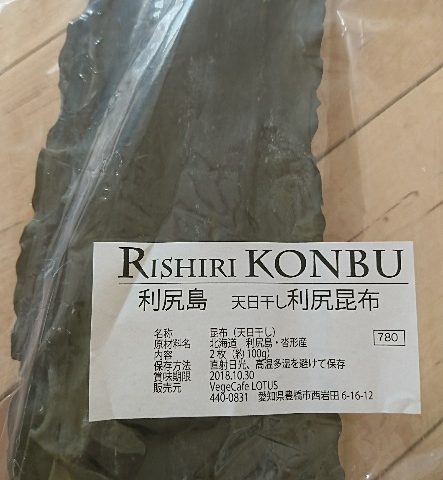 RISHIRI KONBU
利尻島 天日干し利尻昆布
名称 昆布（天日干し）
原材料名 北海道 利尻島・沓形産
780
内容 2枚（約100g）
保存方法 直射日光、高温多湿を避けて保存
賞味期限 2018.10.30
販売元 VegeCafe LOTUS
440-0831 愛知県豊橋市西岩田 6-16-12